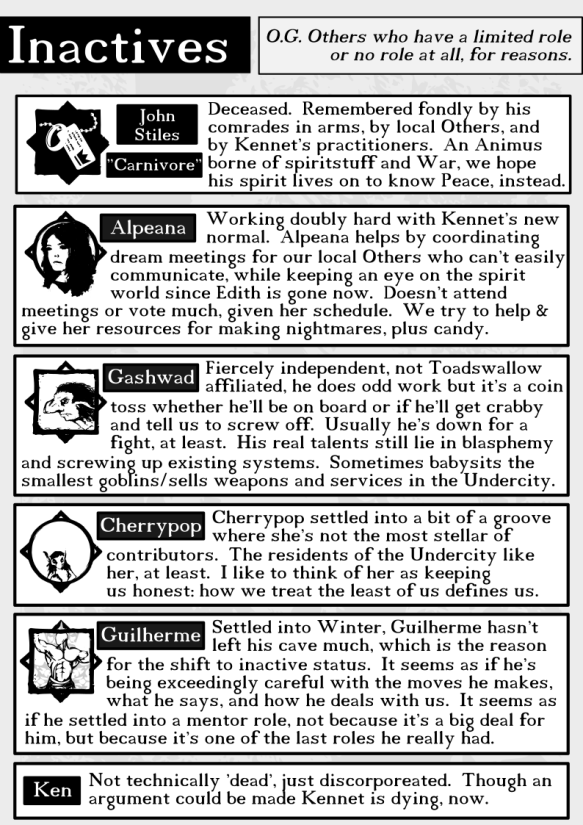 Inactives
O.G. Others who have a limited role
or no role at all, for reasons.
John
Stiles
"Carnivore"
Deceased. Remembered fondly by his
comrades in arms, by local Others, and
by Kennet's practitioners. An Animus
borne of spiritstuff and War, we hope
his spirit lives on to know Peace, instead.
Alpeana
Working doubly hard with Kennet's new
normal. Alpeana helps by coordinating
dream meetings for our local Others who can't easily
communicate, while keeping an eye on the spirit
world since Edith is gone now. Doesn't attend
meetings or vote much, given her schedule. We try to help &
give her resources for making nightmares, plus candy.
Gashwad
Fiercely independent, not Toadswallow
affiliated, he does odd work but it's a coin
toss whether he'll be on board or if he'll get crabby
and tell us to screw off. Usually he's down for a
fight, at least. His real talents still lie in blasphemy
and screwing up existing systems. Sometimes babysits the
smallest goblins/sells weapons and services in the Undercity.
Cherrypop
Cherrypop settled into a bit of a groove
where she's not the most stellar of
contributors. The residents of the Undercity like
her, at least. I like to think of her as keeping
us honest: how we treat the least of us defines us.
Guilherme
Settled into Winter, Guilherme hasn't
left his cave much, which is the reason
for the shift to inactive status. It seems as if he's
being exceedingly careful with the moves he makes,
what he says, and how he deals with us. It seems as
if he settled into a mentor role, not because it's a big deal for
him, but because it's one of the last roles he really had.
Ken
Not technically 'dead', just discorporeated. Though an
argument could be made Kennet is dying, now.